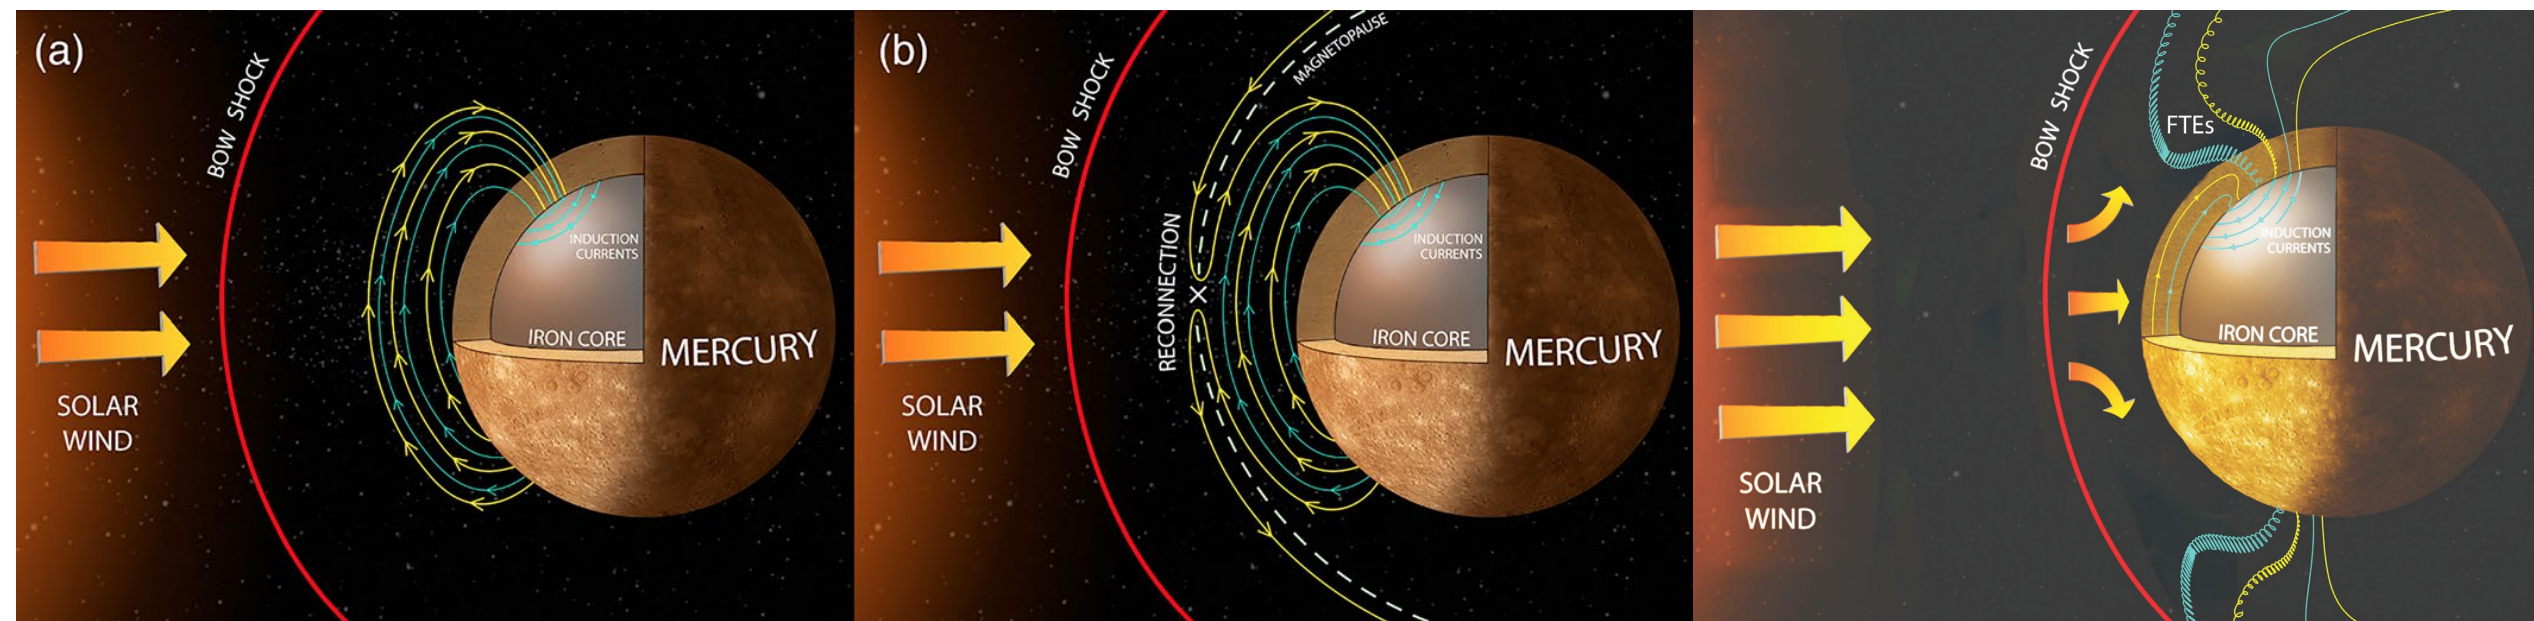 (a)
BOW SHOCK
INDUCTION
CURRENTS
IRON CORE
MERCURY
SOLAR
WIND
(b)
BOW SHOCK
MAGNETOPAUSE
RECONNECTION
INDUCTION
CURRENTS
IRON CORE
MERCURY
SOLAR
WIND
BOW SHOCK
FTEs
INDUCTION
CURRENTS
IRON CORE
MERCURY
SOLAR
WIND